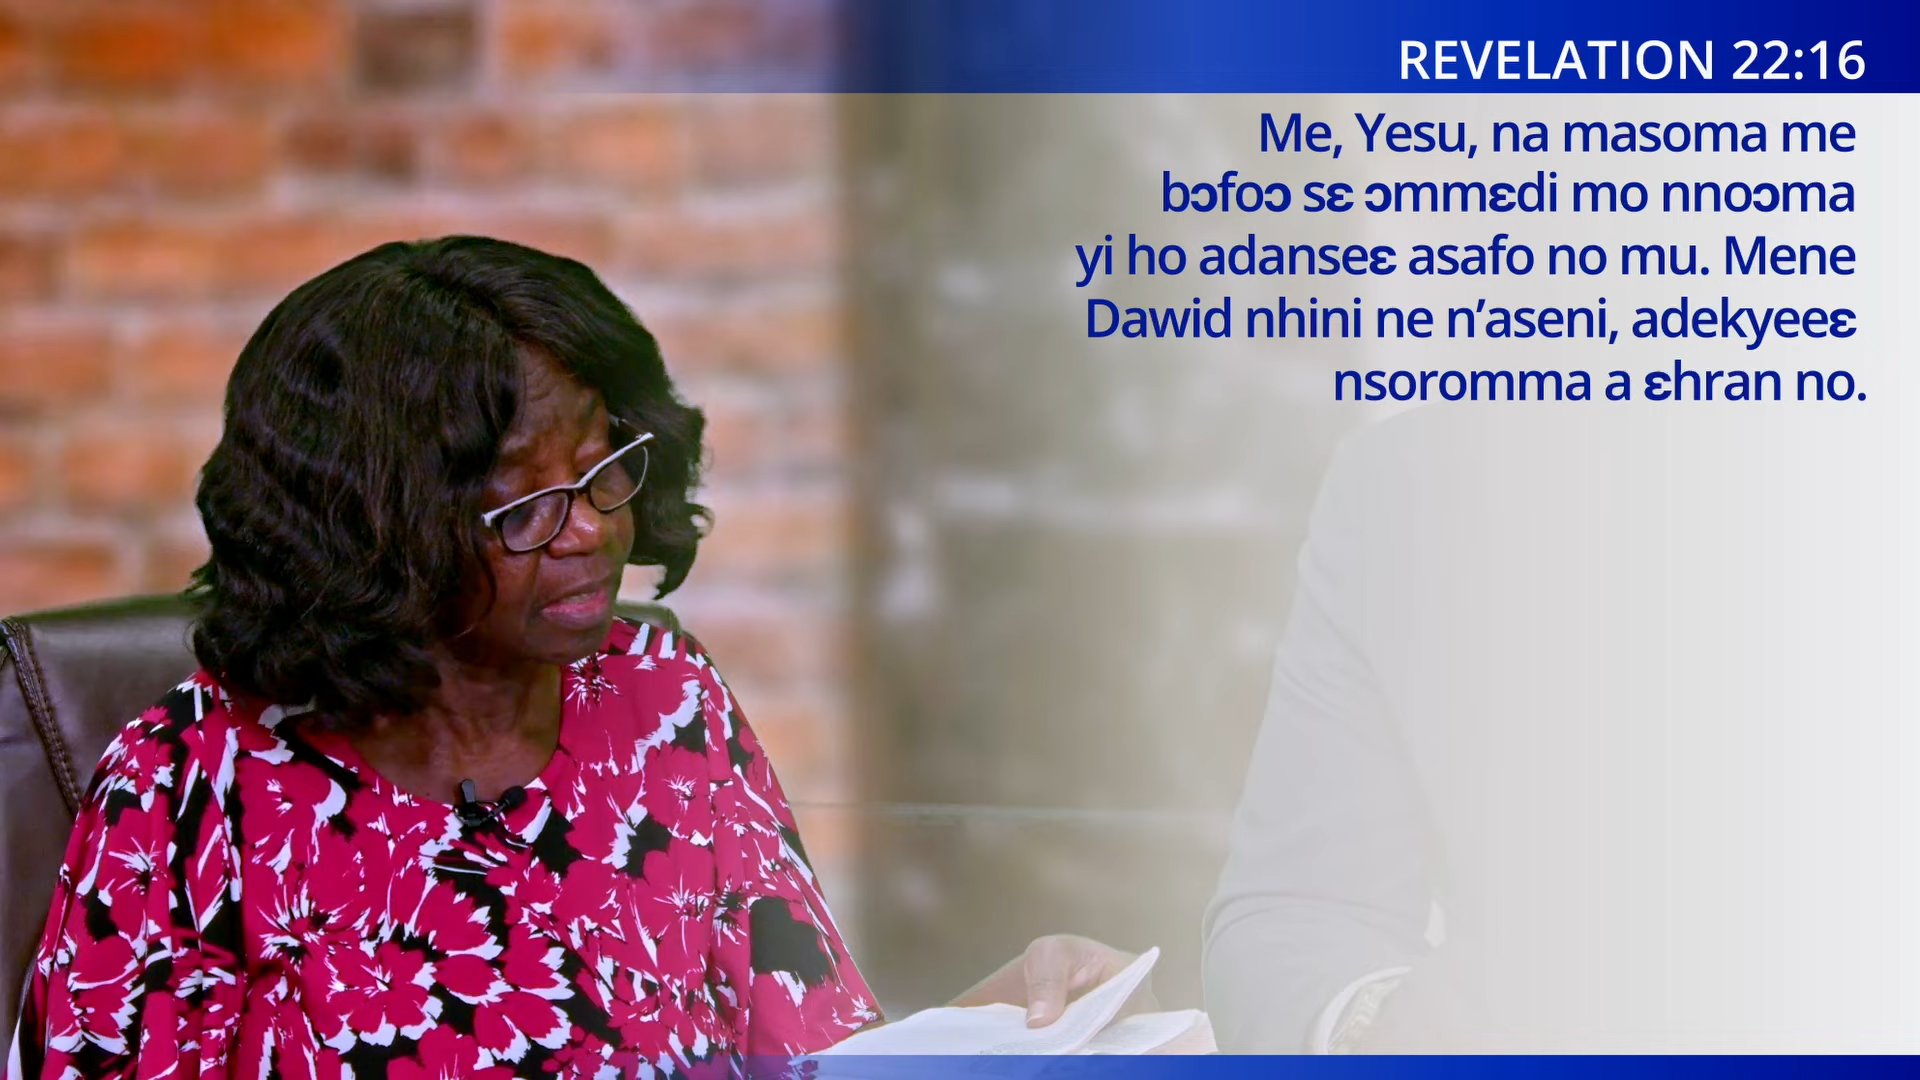 REVELATION 22:16
Me, Yesu, na masoma me
bɔfoɔ sɛ ɔmmɛdi mo nnoɔma
yi ho adanseɛ asafo no mu. Mene
Dawid nhini ne n’aseni, adekyeeɛ
nsoromma a ɛhran no.